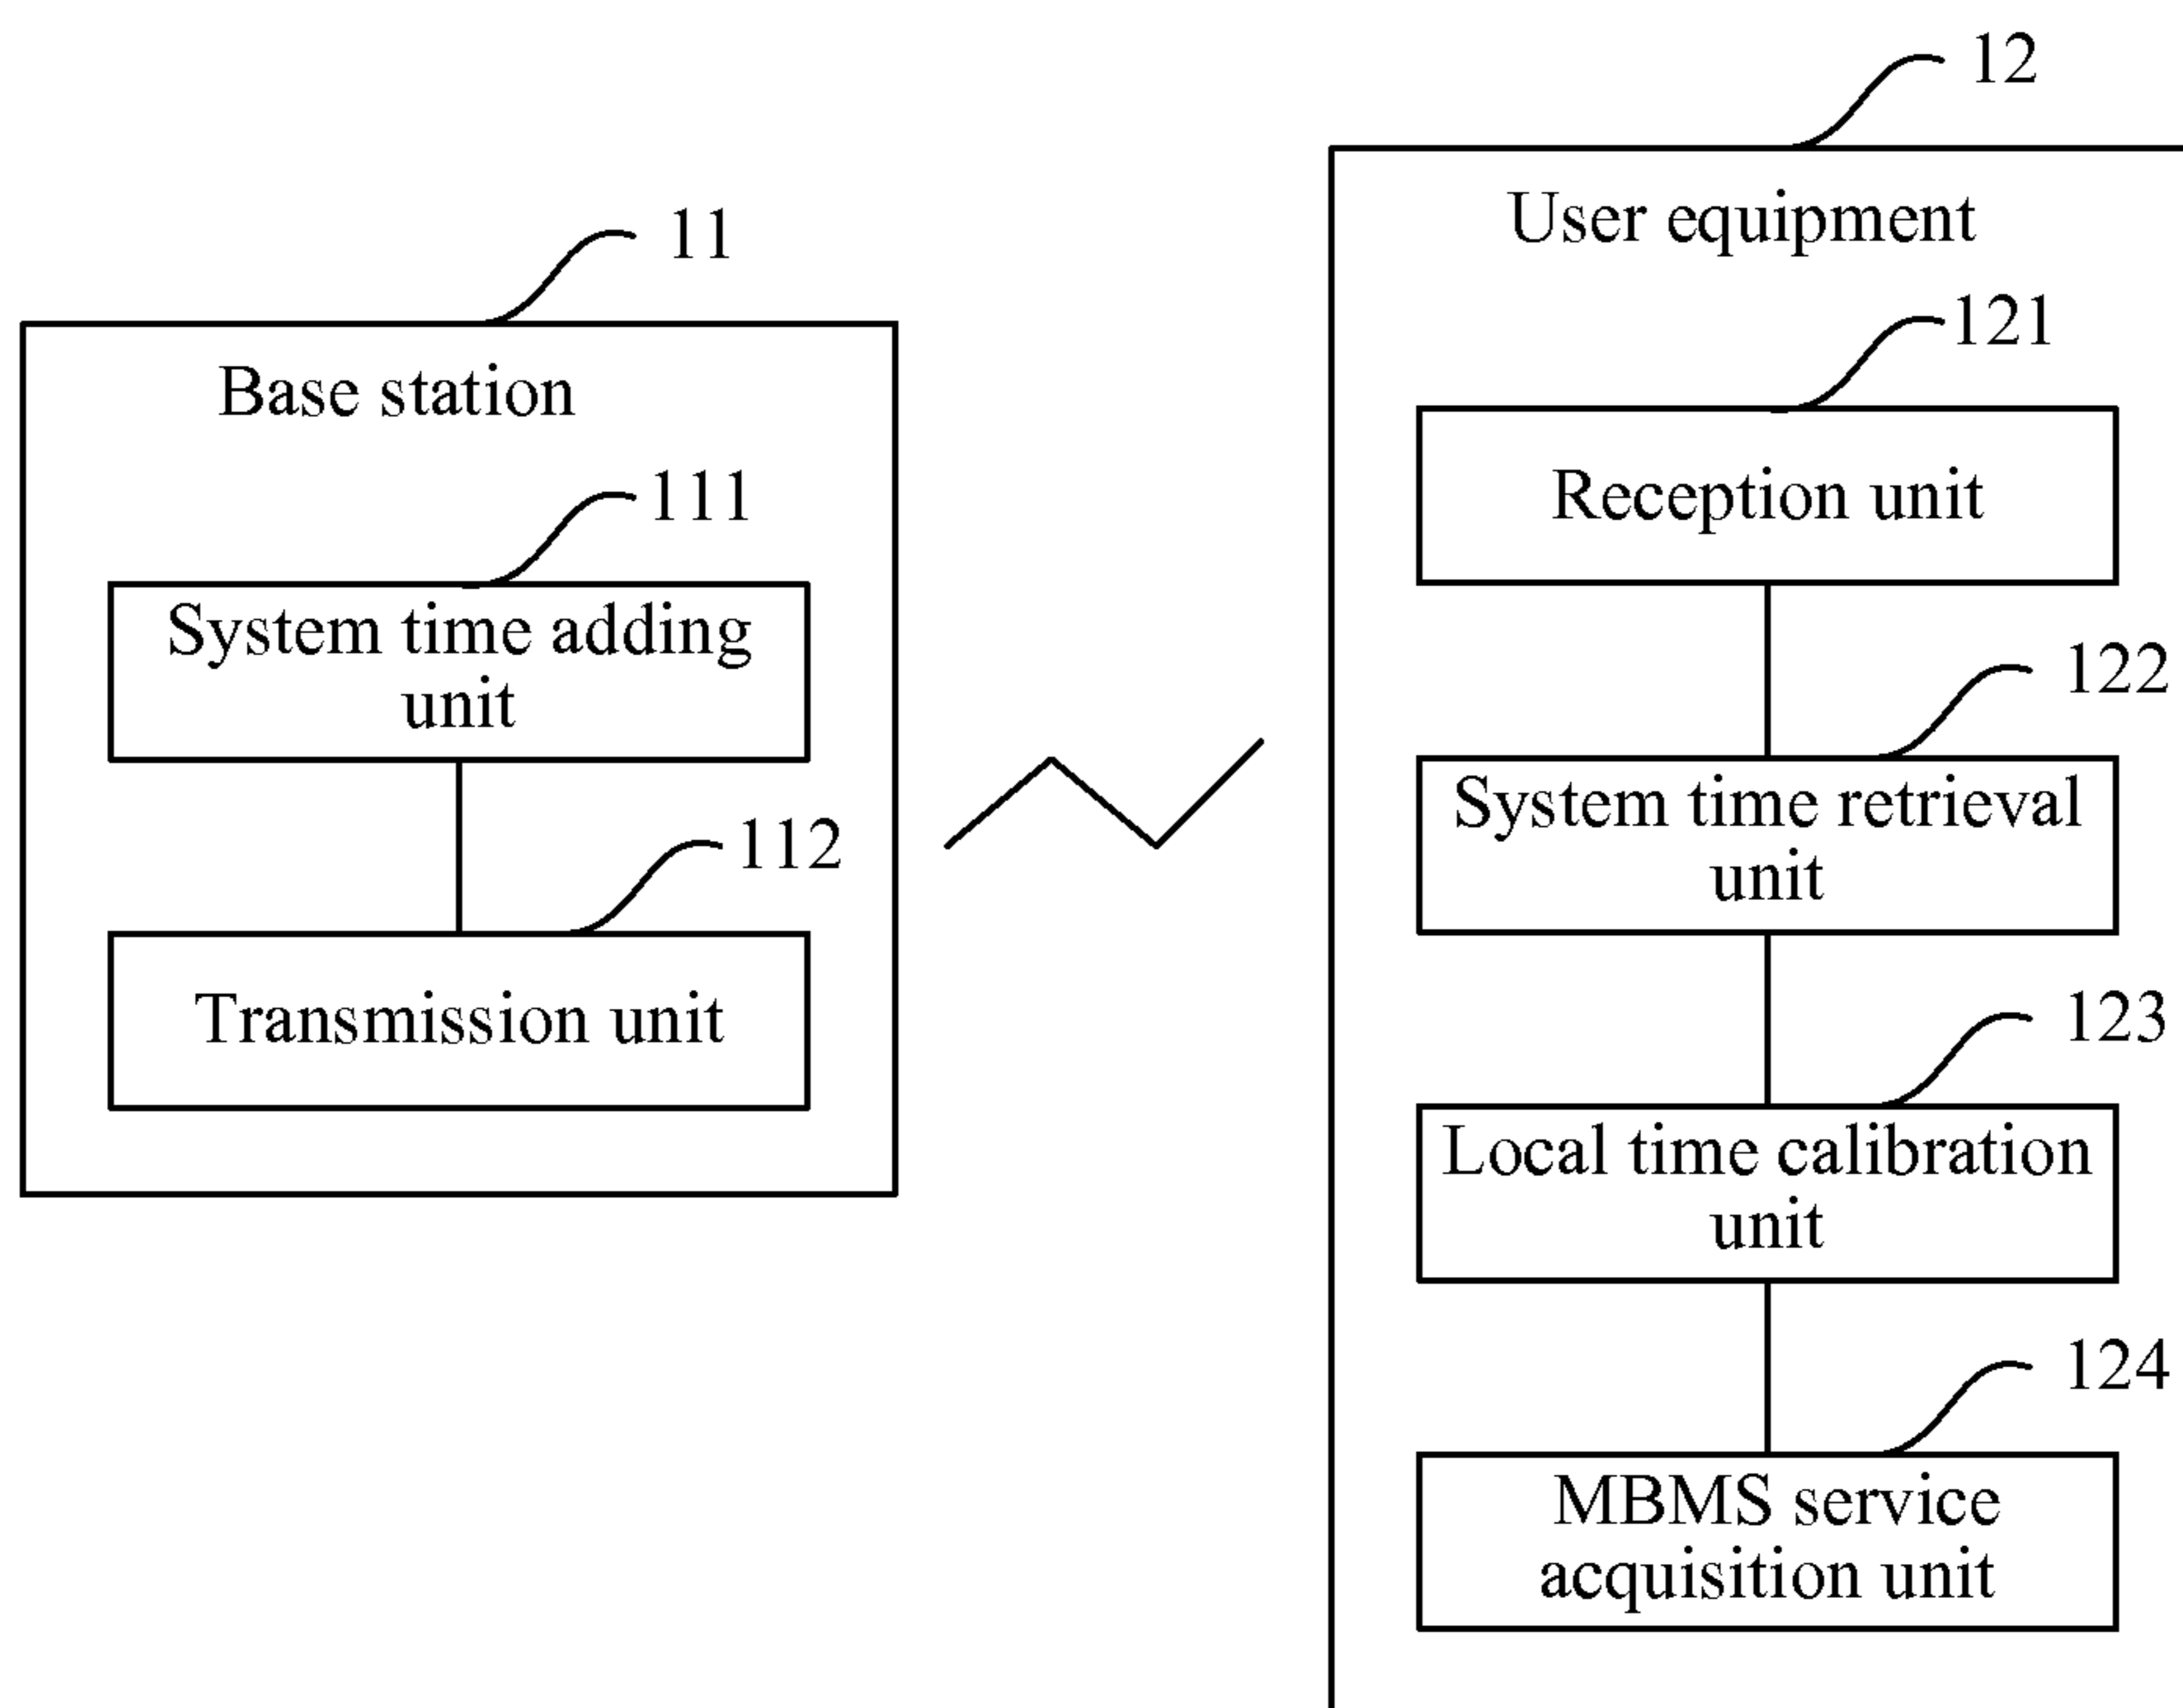 11
Base station
111
System time adding
unit
112
Transmission unit
12
User equipment
121
Reception unit
122
System time retrieval
unit
123
Local time calibration
unit
124
MBMS service
acquisition unit